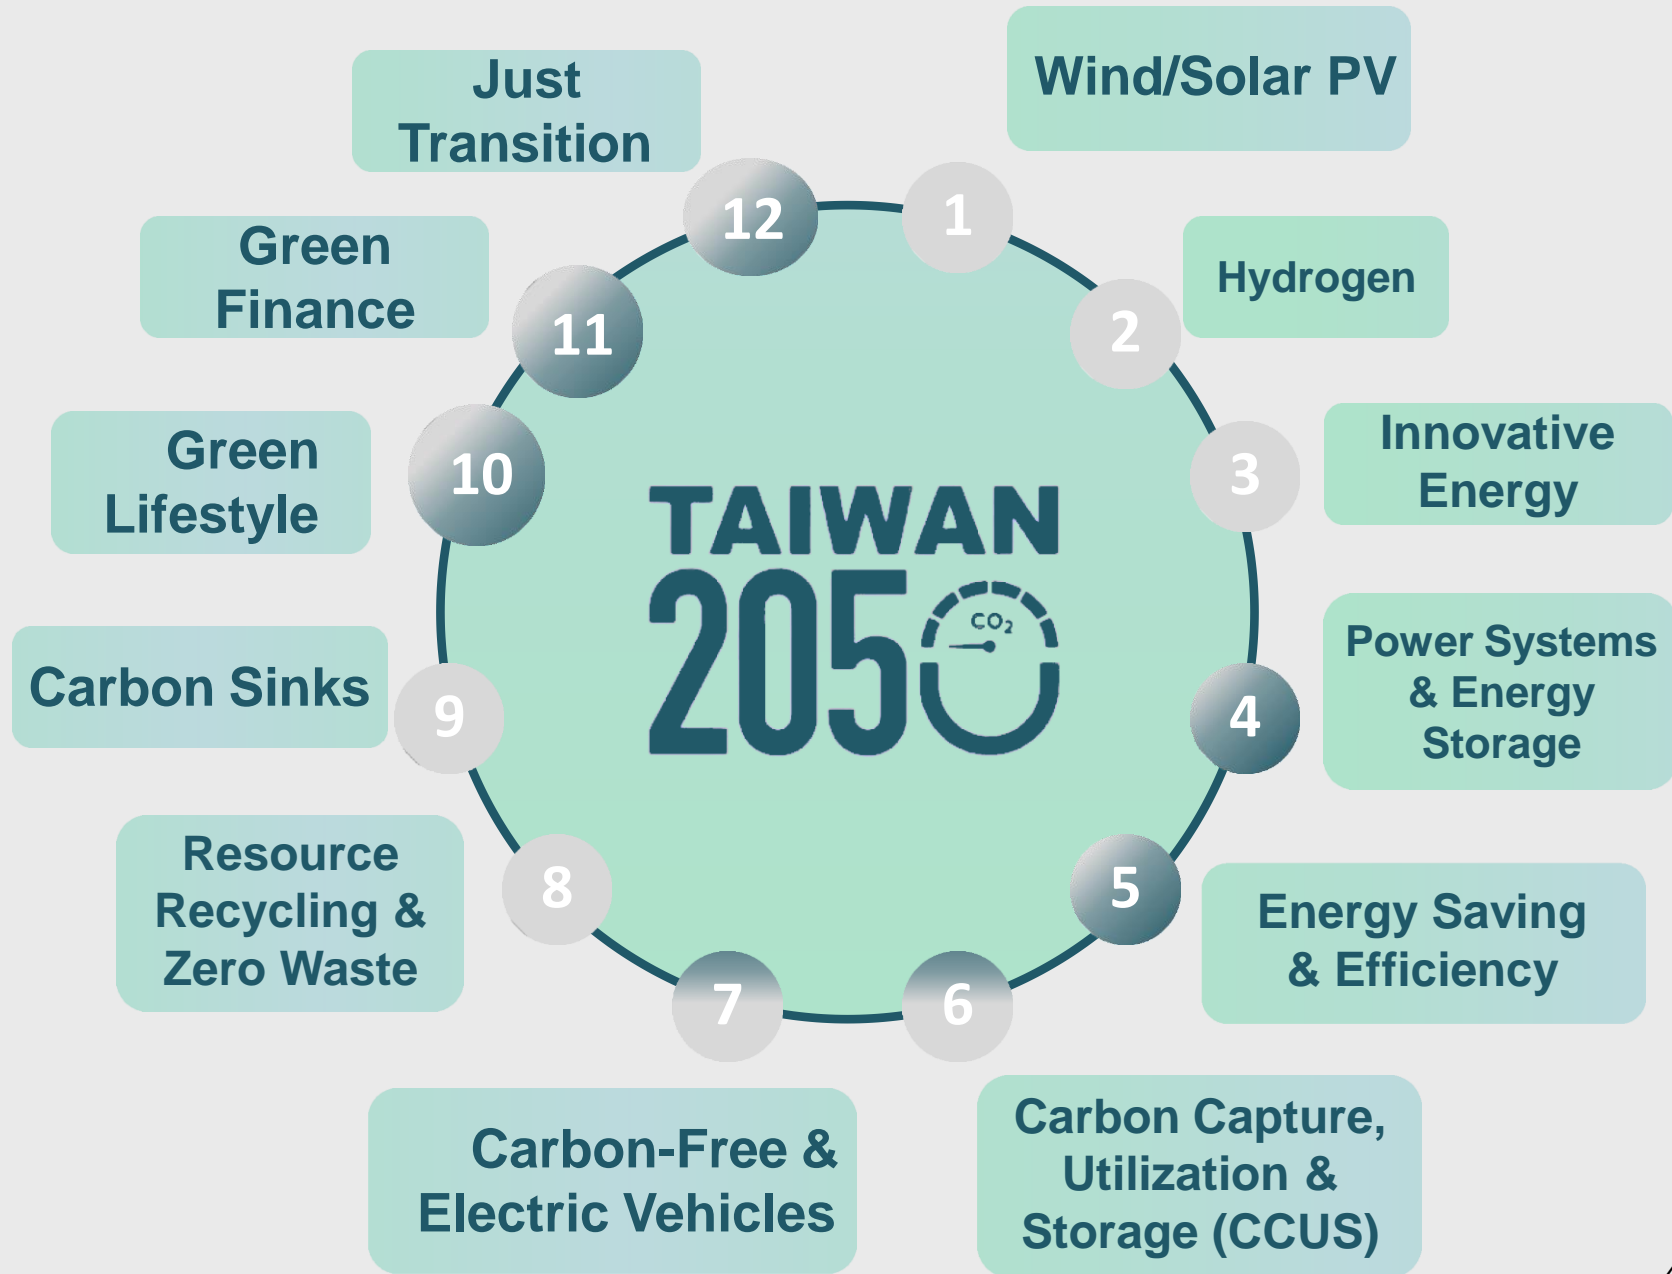 TAIWAN
2050
CO₂
1
Wind/Solar PV
2
Hydrogen
3
Innovative
Energy
4
Power Systems
& Energy
Storage
5
Energy Saving
& Efficiency
6
Carbon Capture,
Utilization &
Storage (CCUS)
7
Carbon-Free &
Electric Vehicles
8
Resource
Recycling &
Zero Waste
9
Carbon Sinks
10
Green
Lifestyle
11
Green
Finance
12
Just
Transition